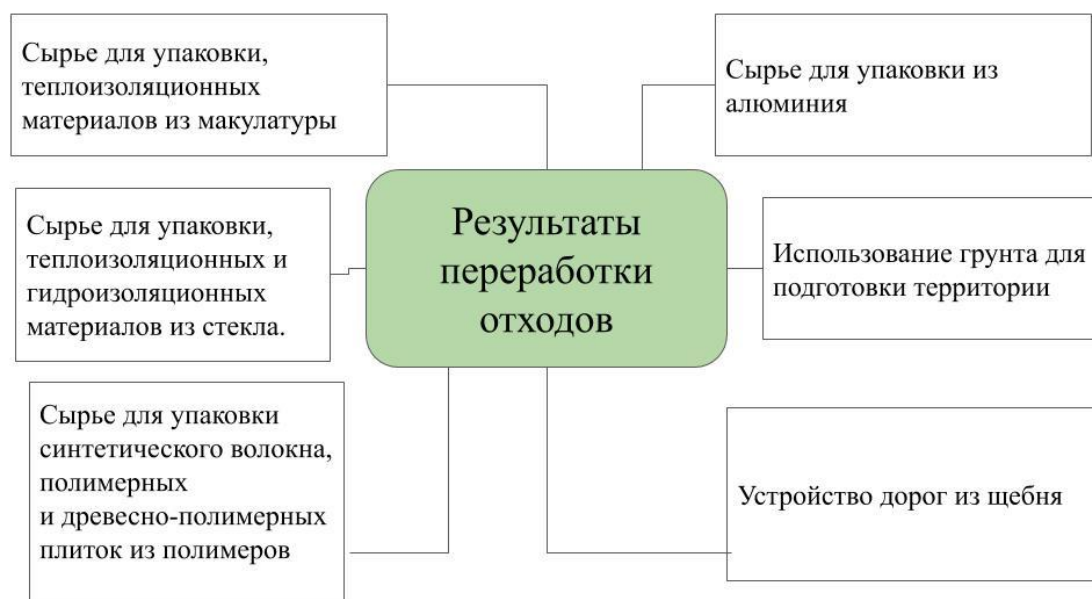 Сырье для упаковки,
теплоизоляционных
материалов из макулатуры
Сырье для упаковки из
алюминия
Результаты
переработки
отходов
Сырье для упаковки,
теплоизоляционных и
гидроизоляционных
материалов из стекла.
Использование грунта для
подготовки территории
Сырье для упаковки
синтетического волокна,
полимерных
и древесно-полимерных
плиток из полимеров
Устройство дорог из щебня